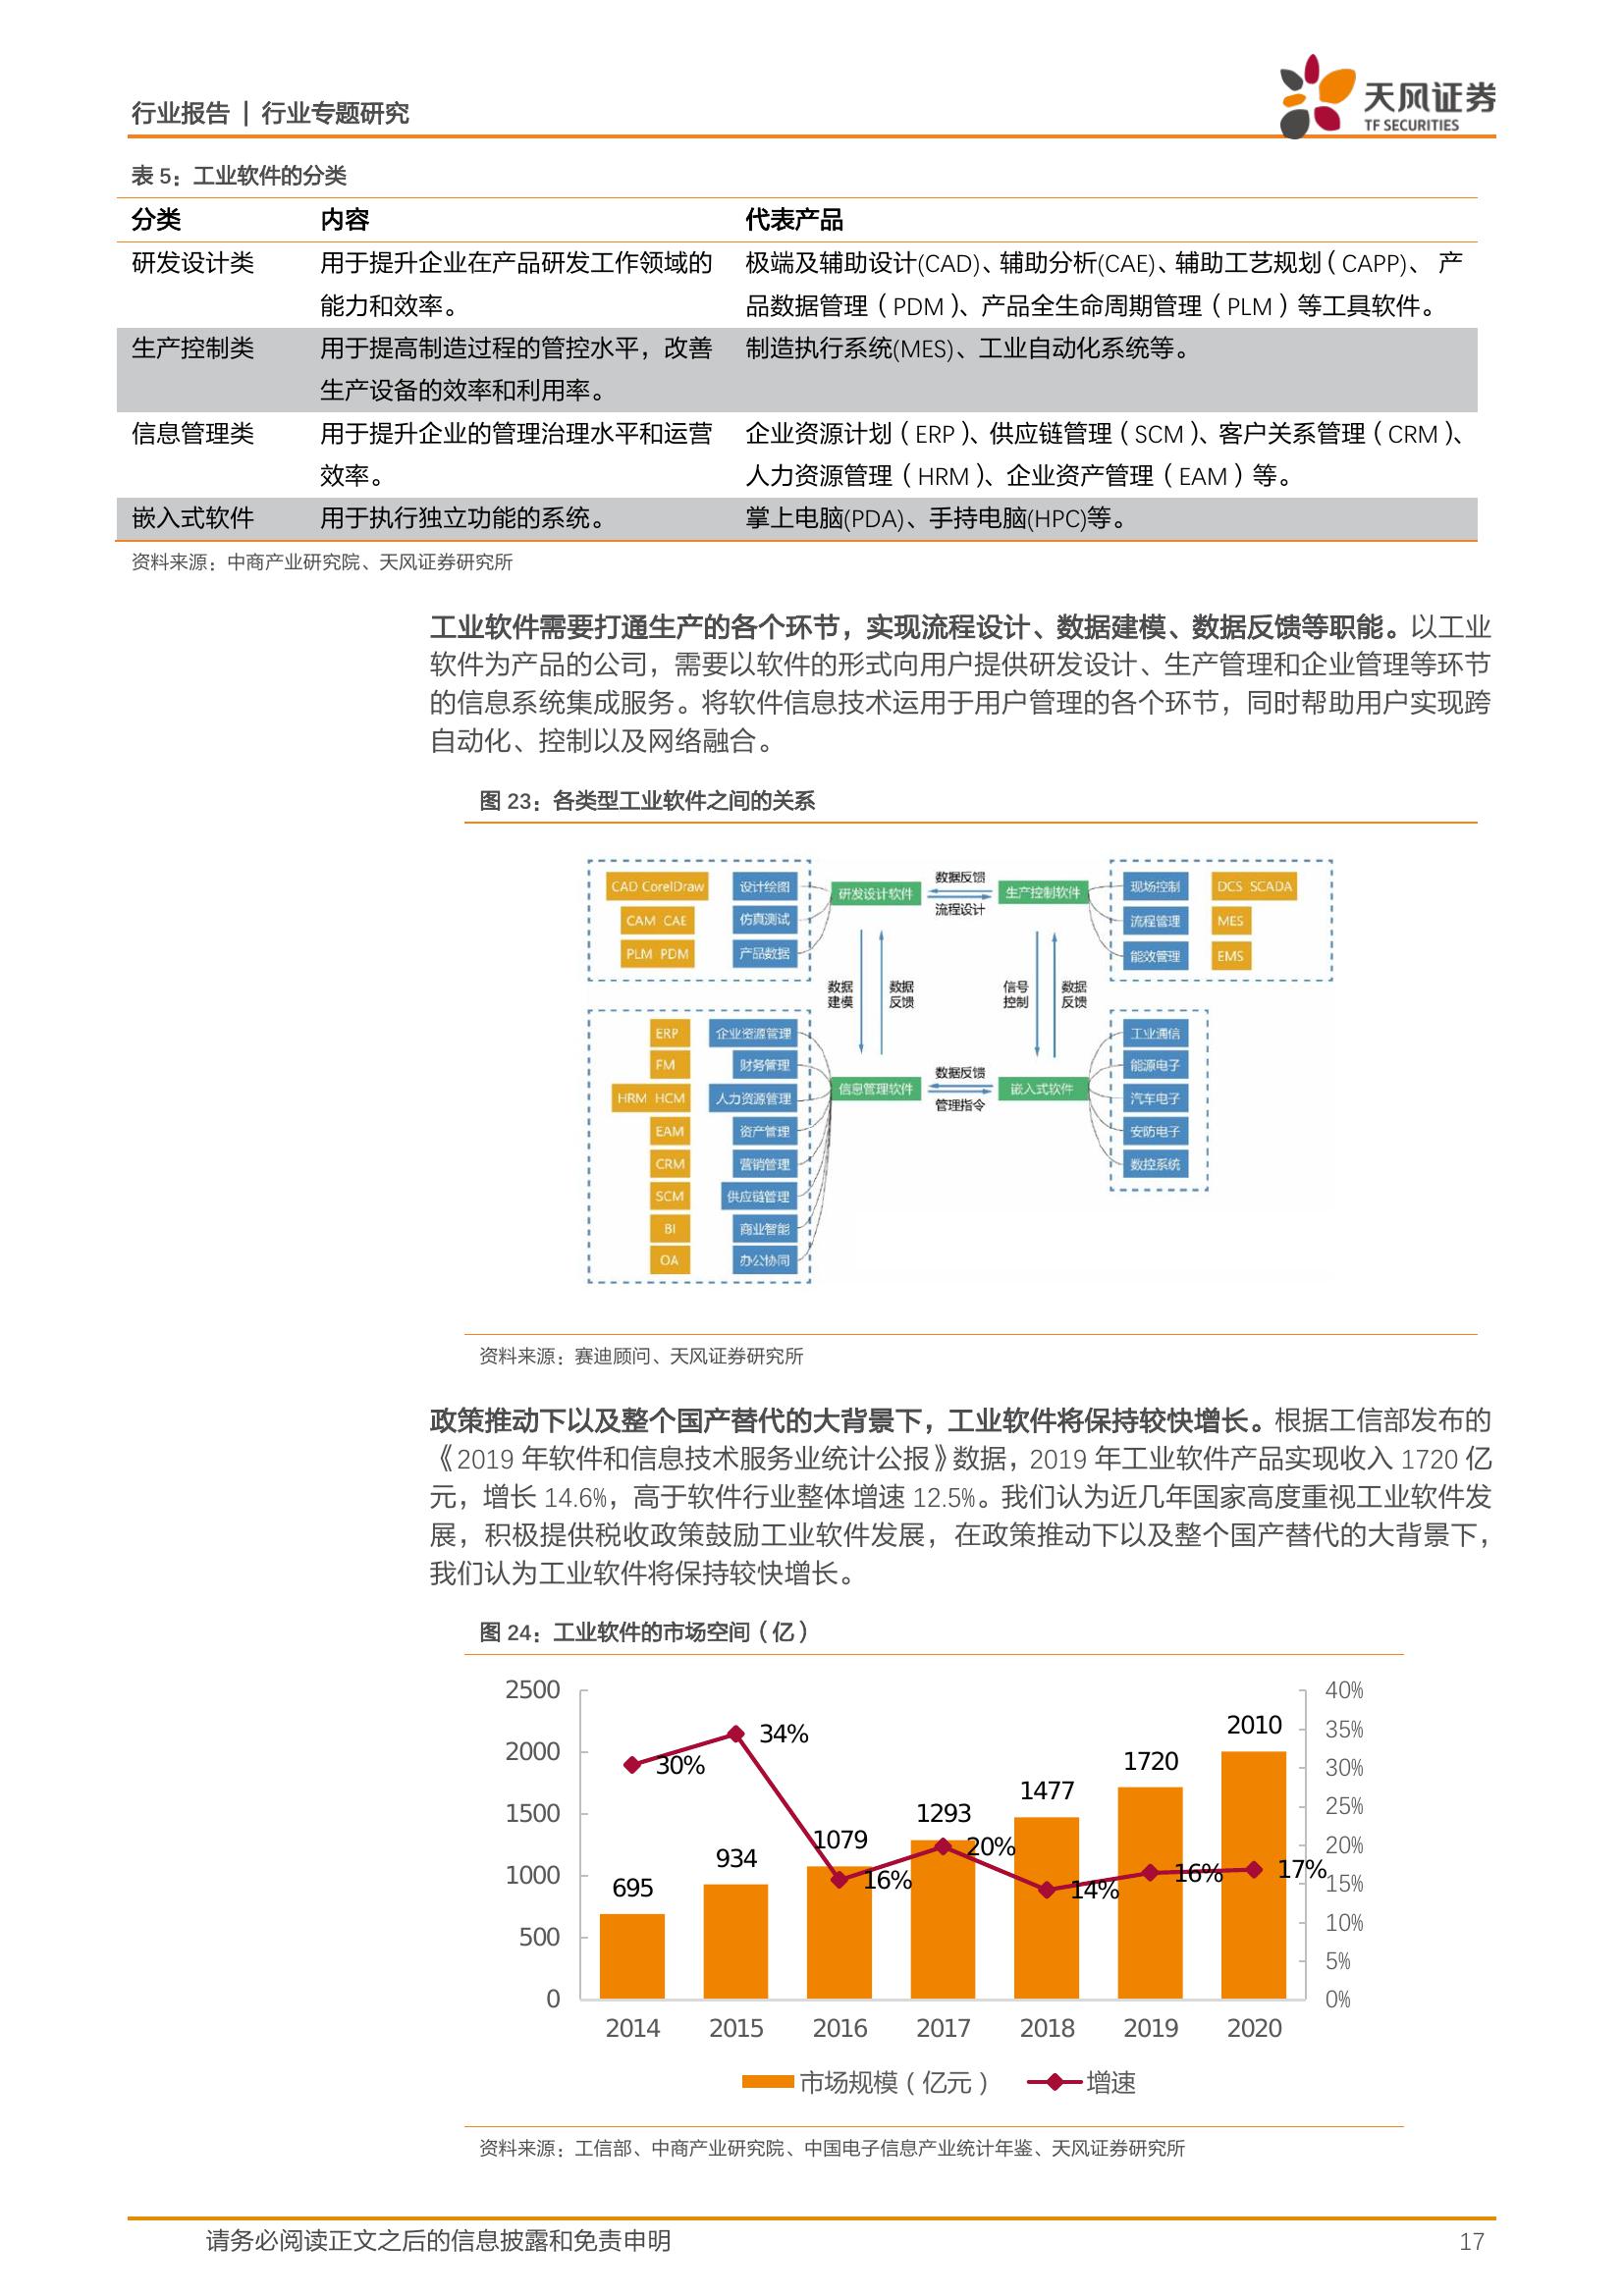 行业报告 | 行业专题研究
天风证券
TF SECURITIES
表 5：工业软件的分类
分类 内容 代表产品
研发设计类 用于提升企业在产品研发工作领域的 极端及辅助设计(CAD)、辅助分析(CAE)、辅助工艺规划（CAPP）、 产
能力和效率。 品数据管理（PDM）、产品全生命周期管理（PLM）等工具软件。
生产控制类 用于提高制造过程的管控水平，改善 制造执行系统(MES)、工业自动化系统等。
生产设备的效率和利用率。
信息管理类 用于提升企业的管理治理水平和运营 企业资源计划（ERP）、供应链管理（SCM）、客户关系管理（CRM）、
效率。 人力资源管理（HRM）、企业资产管理（EAM）等。
嵌入式软件 用于执行独立功能的系统。 掌上电脑(PDA)、手持电脑(HPC)等。
资料来源：中商产业研究院、天风证券研究所
工业软件需要打通生产的各个环节，实现流程设计、数据建模、数据反馈等职能。以工业
软件为产品的公司，需要以软件的形式向用户提供研发设计、生产管理和企业管理等环节
的信息系统集成服务。将软件信息技术运用于用户管理的各个环节，同时帮助用户实现跨
自动化、控制以及网络融合。
图 23：各类型工业软件之间的关系
CAD CorelDraw 设计绘图 研发设计软件 数据反馈 生产控制软件 现场控制 DCS SCADA
流程设计
CAM CAE 仿真测试 流程管理 MES
PLM PDM 产品数据 能效管理 EMS
数据 数据 信号 数据
建模 反馈 控制 反馈
ERP 企业资源管理 工业通信
FM 财务管理 能源电子
信息管理软件 数据反馈 嵌入式软件
管理指令
HRM HCM 人力资源管理 汽车电子
EAM 资产管理 安防电子
CRM 营销管理 数控系统
SCM 供应链管理
BI 商业智能
OA 办公协同
资料来源：赛迪顾问、天风证券研究所
政策推动下以及整个国产替代的大背景下，工业软件将保持较快增长。根据工信部发布的
《2019 年软件和信息技术服务业统计公报》数据，2019 年工业软件产品实现收入 1720 亿
元，增长 14.6%，高于软件行业整体增速 12.5%。我们认为近几年国家高度重视工业软件发
展，积极提供税收政策鼓励工业软件发展，在政策推动下以及整个国产替代的大背景下，
我们认为工业软件将保持较快增长。
图 24：工业软件的市场空间（亿）
2500 40%
2010 35%
34%
2000 1720 30%
30%
1477 25%
1500 1293
1079 20% 20%
934
1000 16% 14% 16% 17% 15%
695
10%
500
5%
0 0%
2014 2015 2016 2017 2018 2019 2020
市场规模（亿元） 增速
资料来源：工信部、中商产业研究院、中国电子信息产业统计年鉴、天风证券研究所
请务必阅读正文之后的信息披露和免责申明 17